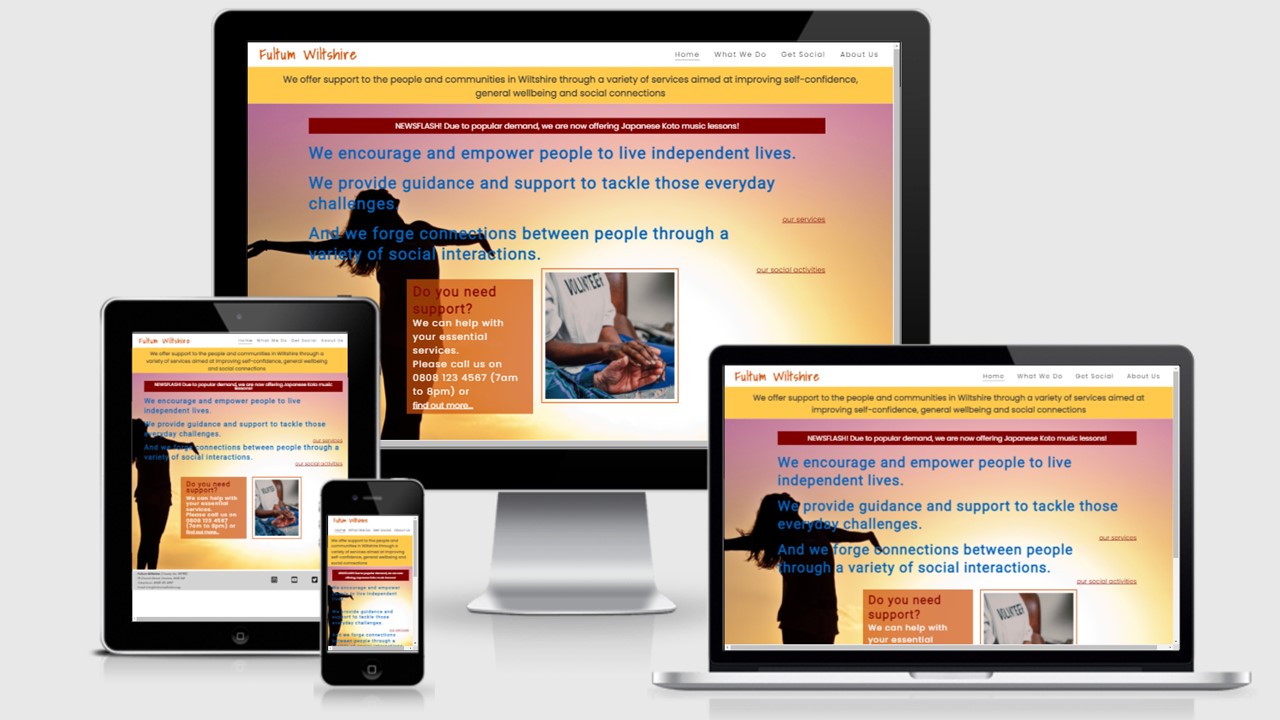 Fultum Wiltshire
Home What We Do Get Social About Us
We offer support to the people and communities in Wiltshire through a variety of services aimed at improving self-confidence,
general wellbeing and social connections
NEWSFLASH! Due to popular demand, we are now offering Japanese Koto music lessons!
We encourage and empower people to live independent lives.
We provide guidance and support to tackle those everyday
challenges.
our services
And we forge connections between people through a
variety of social interactions.
our social activities
Do you need
support?
We can help with
your essential
services.
Please call us on
0808 123 4567 (7am
to 8pm) or
find out more...
VOLUNTEER
Fultum Wiltshire
Home What We Do Get Social About Us
We offer support to the people and communities in Wiltshire through a
variety of services aimed at improving self-confidence, general wellbeing
and social connections
NEWSFLASH! Due to popular demand, we are now offering Japanese Koto music
lessons!
We encourage and empower people to live
independent lives.
We provide guidance and support to tackle those
everyday challenges.
our services
And we forge connections between people through a
variety of social interactions.
our social activities
Do you need
support?
We can help with
your essential
services.
Please call us on
0808 123 4567
(7am to 8pm) or
find out more...
Fultum Wiltshire
Home What We Do Get Social About Us
We offer support to the people and
communities in Wiltshire through a
variety of services aimed at improving
self-confidence, general wellbeing
and social connections
NEWSFLASH! Due to popular demand, we are now
offering Japanese Koto music lessons!
We encourage and empower
people to live independent
We provide guidance and
support to tackle those
everyday challenges.
And we forge connections
between people through a
Fultum Wiltshire
Home What We Do Get Social About Us
We offer support to the people and communities in Wiltshire through a variety of services aimed at
improving self-confidence, general wellbeing and social connections
NEWSFLASH! Due to popular demand, we are now offering Japanese Koto music lessons!
We encourage and empower people to live
independent lives.
We provide guidance and support to tackle those
everyday challenges.
our services
And we forge connections between people
through a variety of social interactions.
our social activities
Do you need
support?
We can help with
your essential
VOLUNTEER